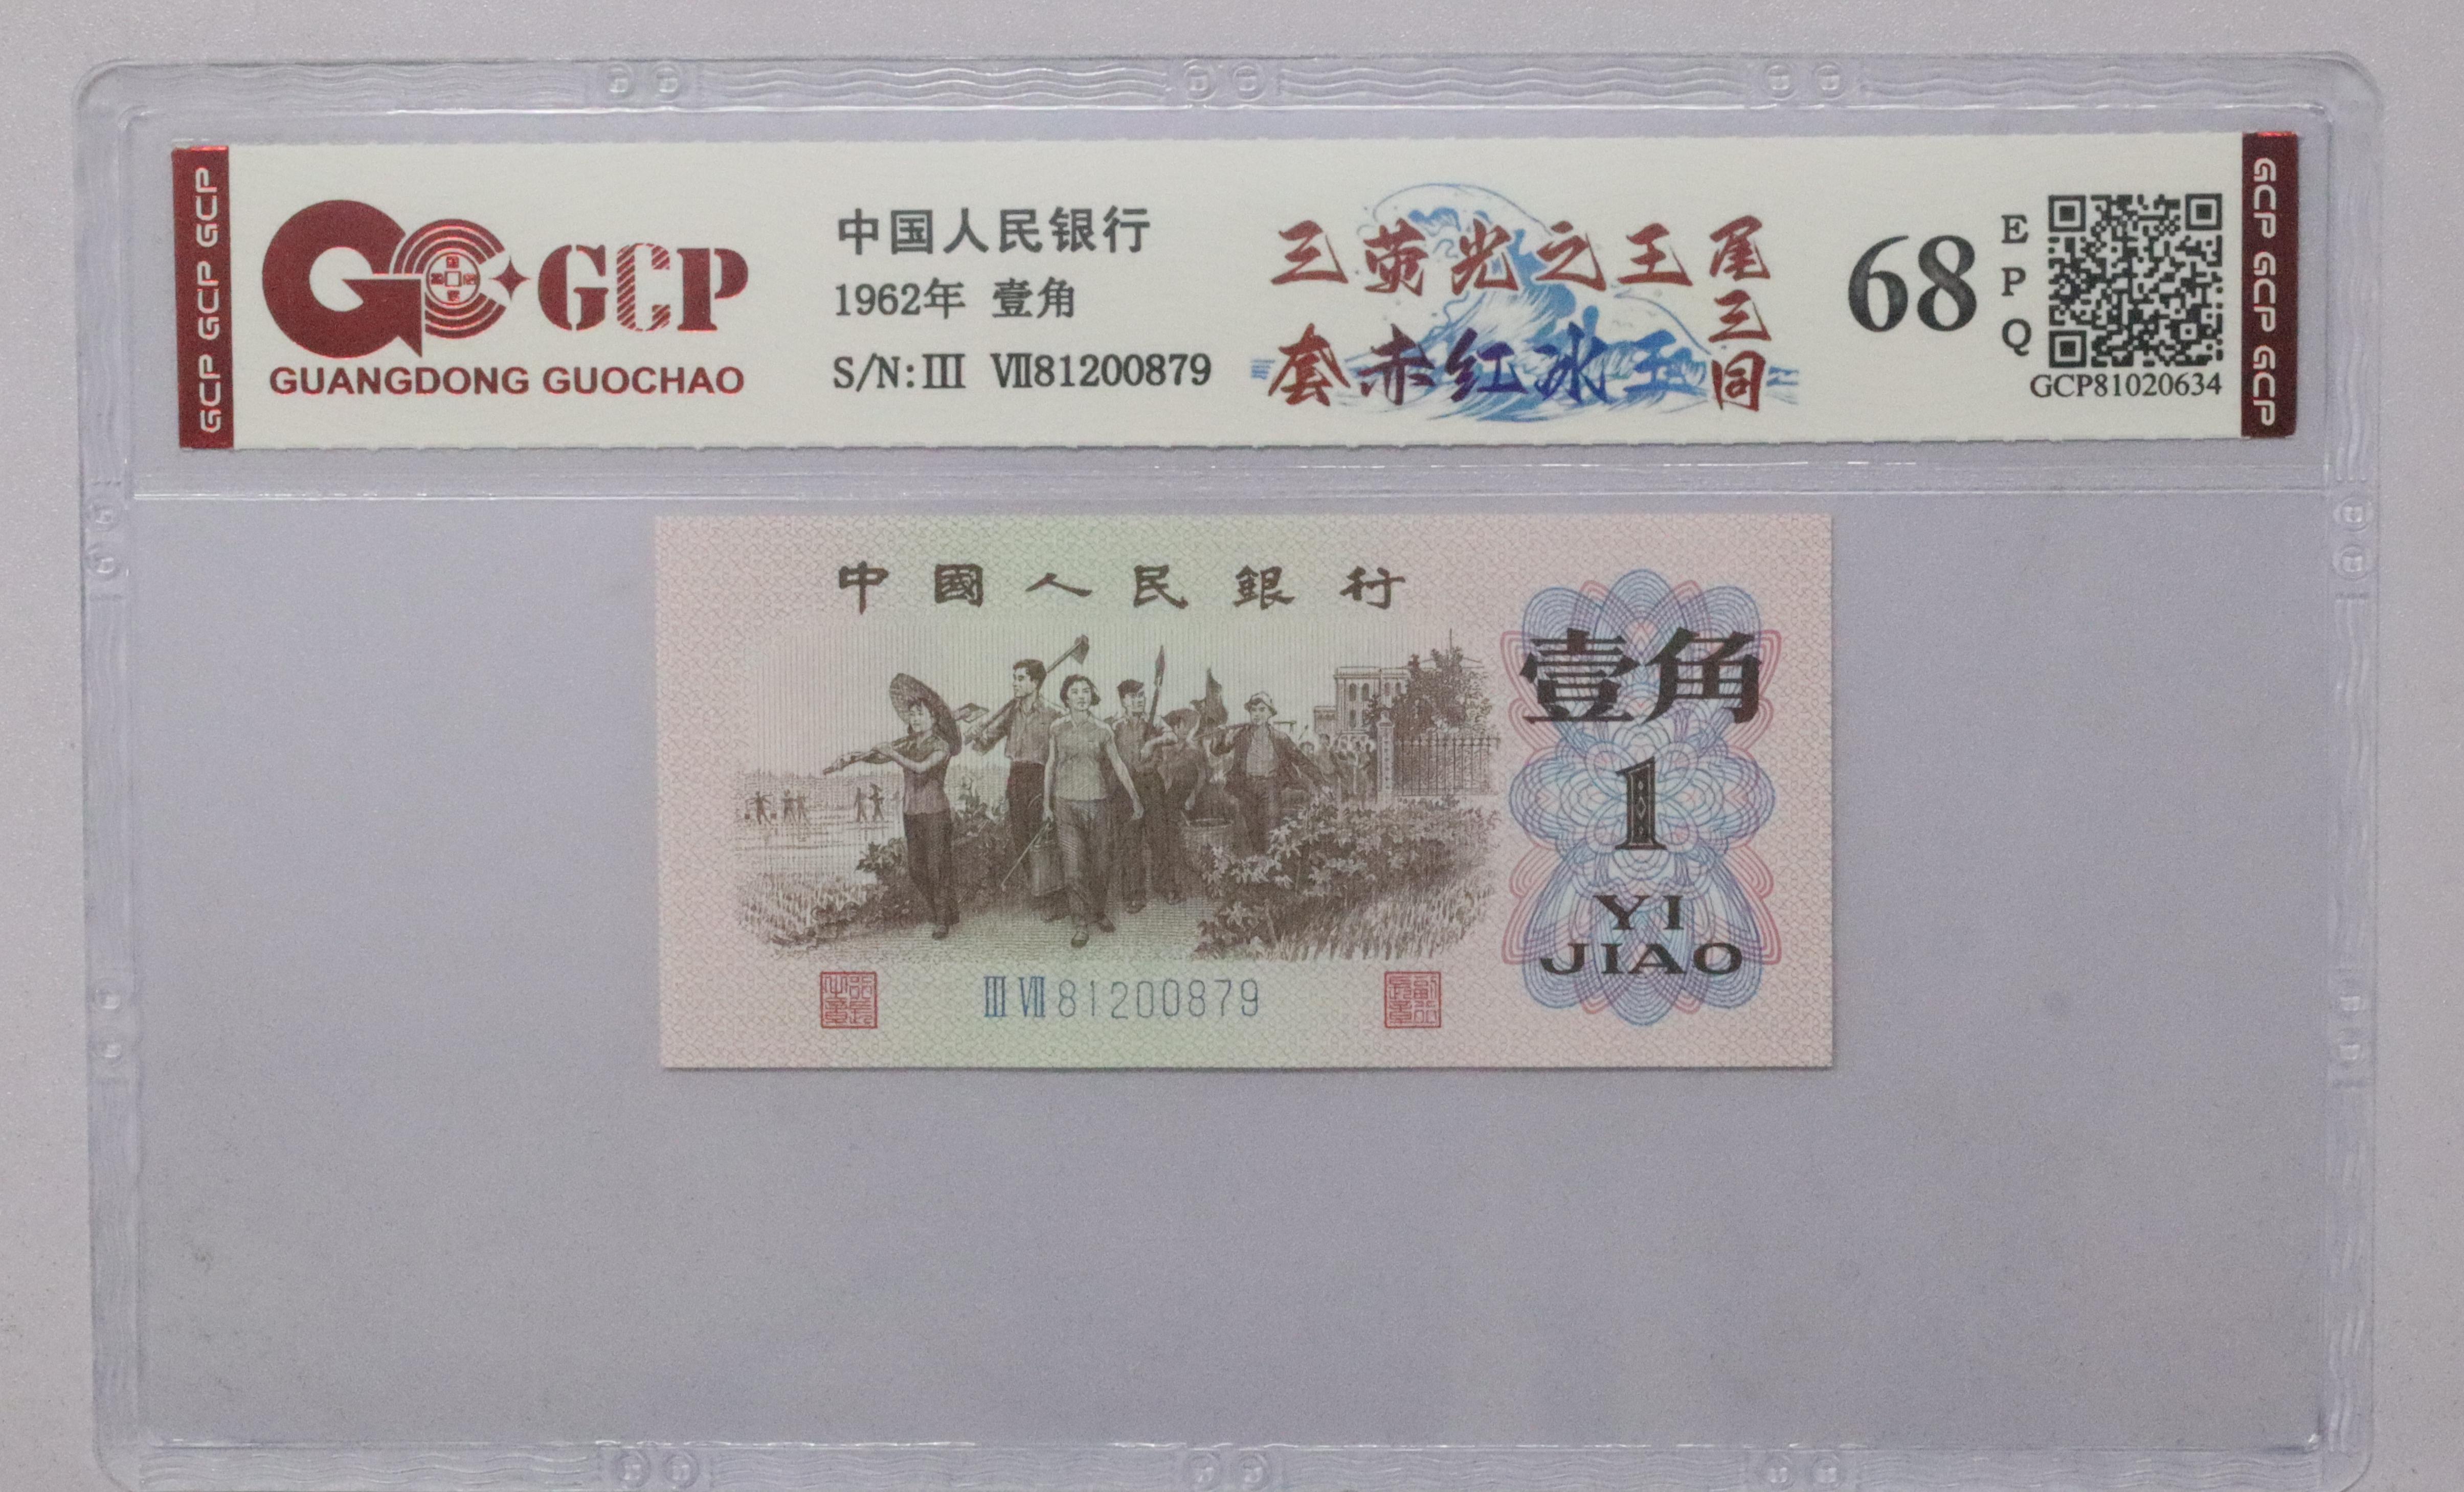 GCP GCP GCP
GCP
GUANGDONG GUOCHAO
中国人民银行
1962年 壹角
S/N:III VII81200879
三荧光之王
套赤红冰玉
尾三同
68
EPQ
GCP81020634
GCP GCP GCP
中國人民銀行
壹角
1
YI
JIAO
III VII 81200879